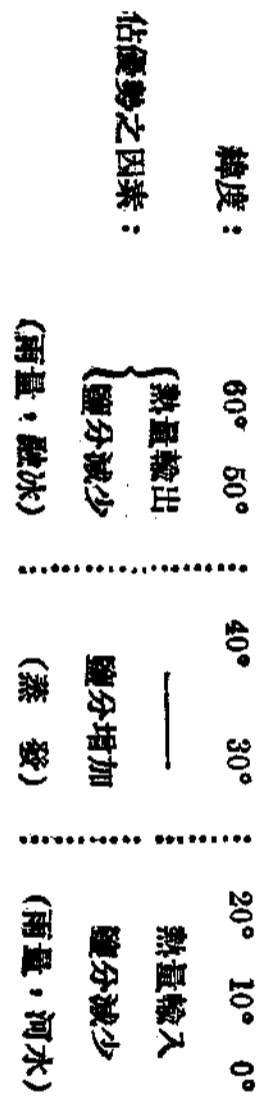 緯度： 60° 50° 40° 30° 20° 10° 0°
佔優勢之因素： 熱量輸出 —— 熱量輸入
鹽分減少 鹽分增加 鹽分減少
(雨量，融冰) (蒸發) (雨量，河水)